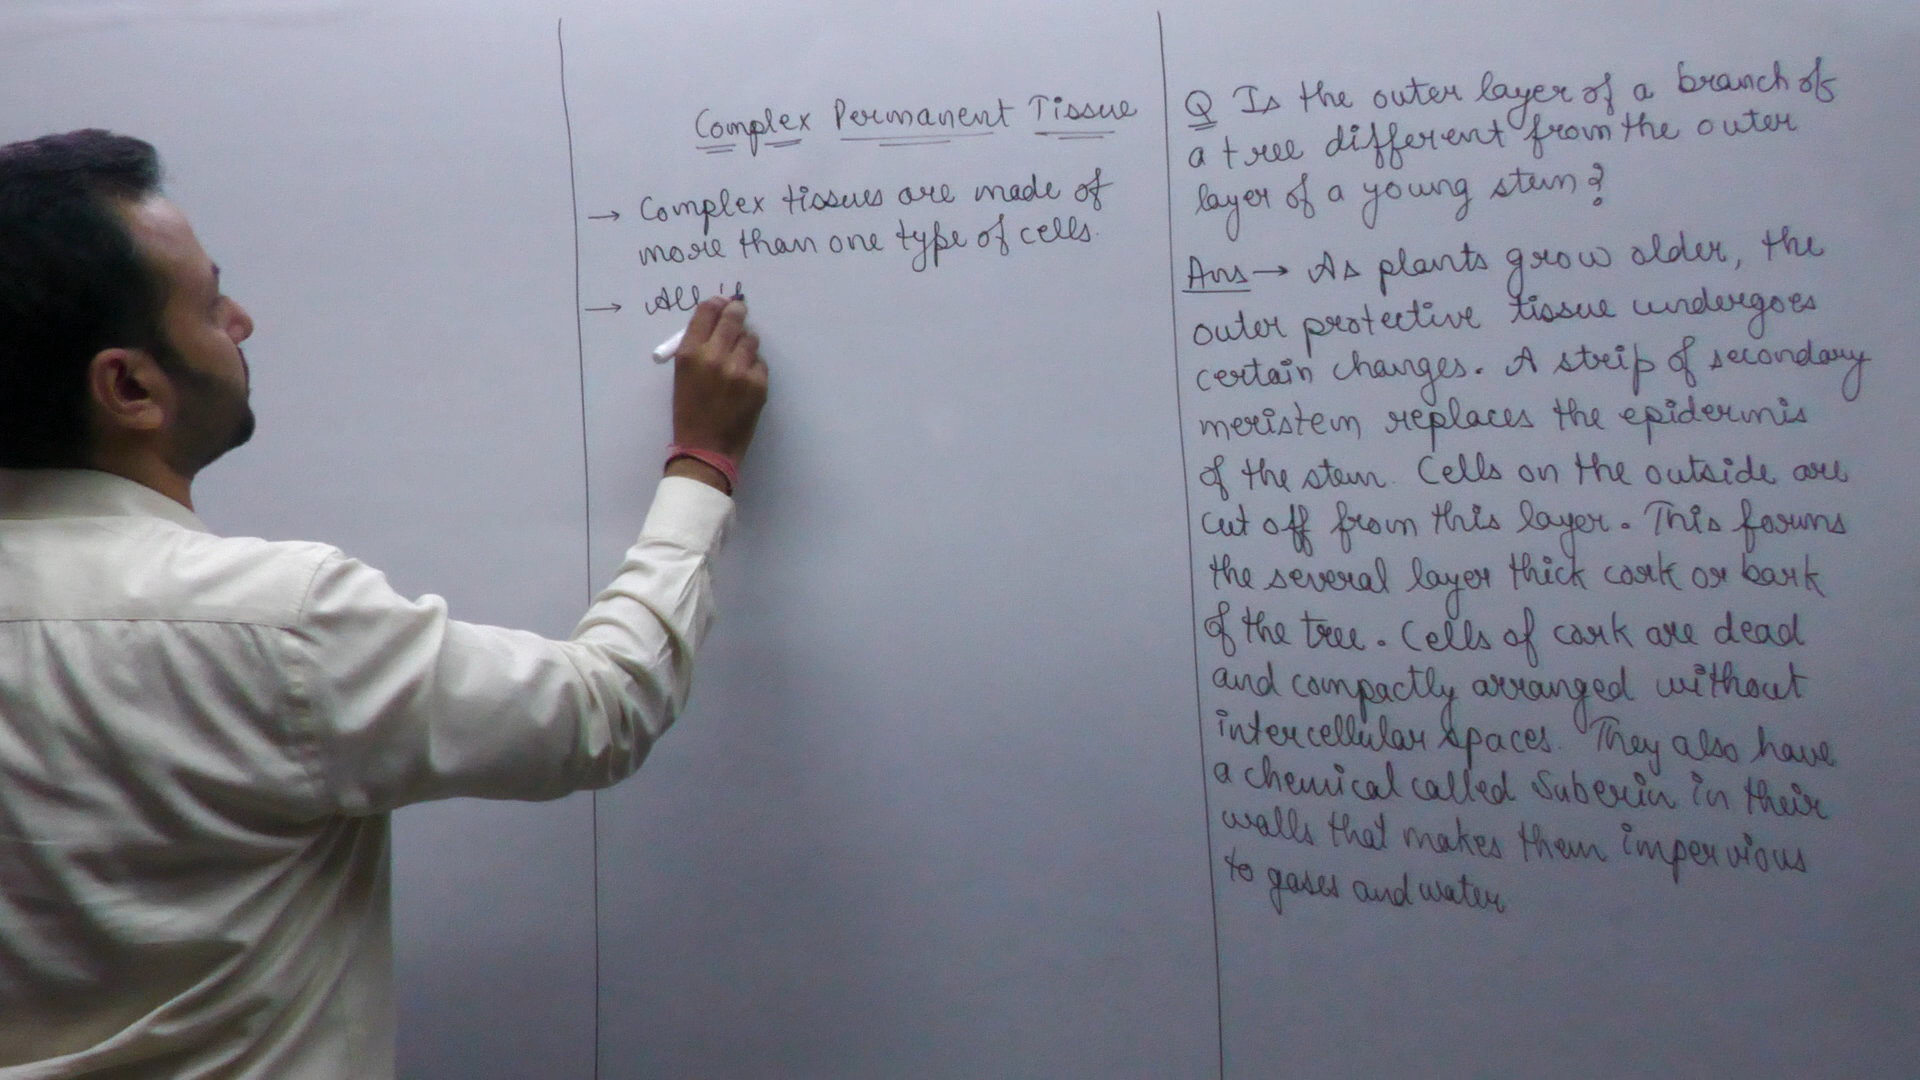 Complex Permanent Tissue
→ Complex tissues are made of
more than one type of cells.
→ All
Q Is the outer layer of a branch of
a tree different from the outer
layer of a young stem?
Ans → As plants grow older, the
outer protective tissue undergoes
certain changes. A strip of secondary
meristem replaces the epidermis
of the stem. Cells on the outside are
cut off from this layer. This forms
the several layer thick cork or bark
of the tree. Cells of cork are dead
and compactly arranged without
intercellular spaces. They also have
a chemical called Suberin in their
walls that makes them impervious
to gases and water